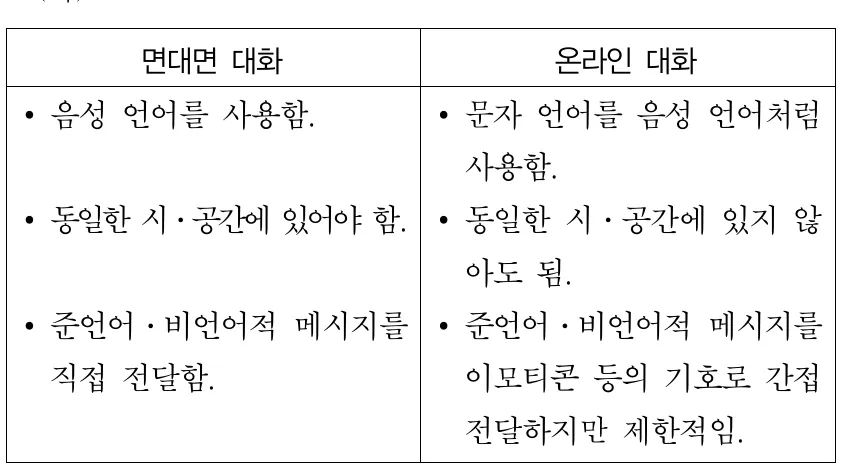 면대면 대화
온라인 대화
• 음성 언어를 사용함.
• 동일한 시·공간에 있어야 함.
• 준언어·비언어적 메시지를
직접 전달함.
• 문자 언어를 음성 언어처럼
사용함.
• 동일한 시·공간에 있지 않
아도 됨.
• 준언어·비언어적 메시지를
이모티콘 등의 기호로 간접
전달하지만 제한적임.